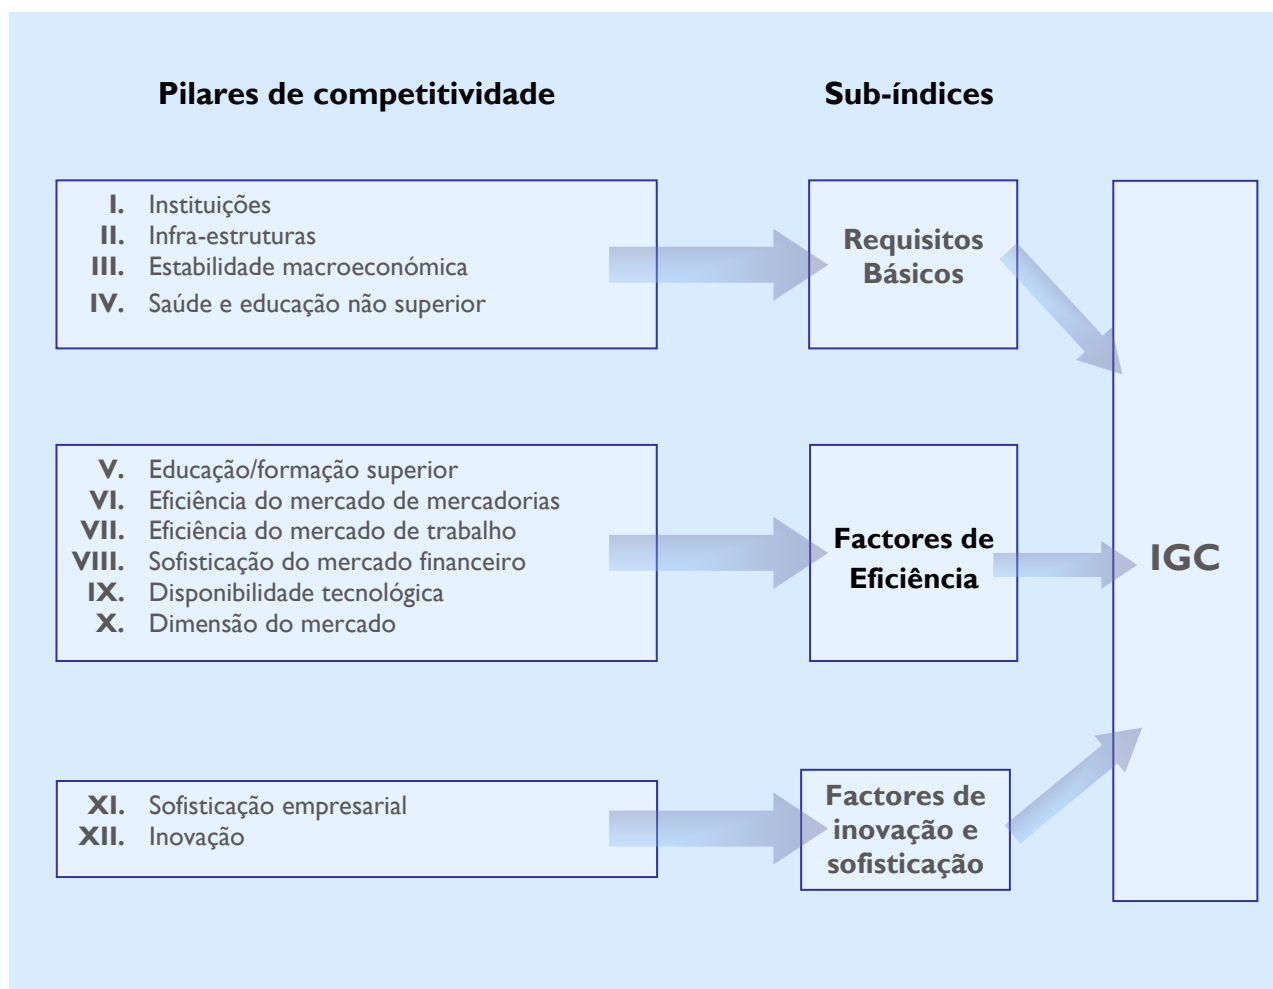 Pilares de competitividade
Sub-índices
I. Instituições
II. Infra-estruturas
III. Estabilidade macroeconómica
IV. Saúde e educação não superior
Requisitos
Básicos
V. Educação/formação superior
VI. Eficiência do mercado de mercadorias
VII. Eficiência do mercado de trabalho
VIII. Sofisticação do mercado financeiro
IX. Disponibilidade tecnológica
X. Dimensão do mercado
Factores de
Eficiência
IGC
XI. Sofisticação empresarial
XII. Inovação
Factores de
inovação e
sofisticação